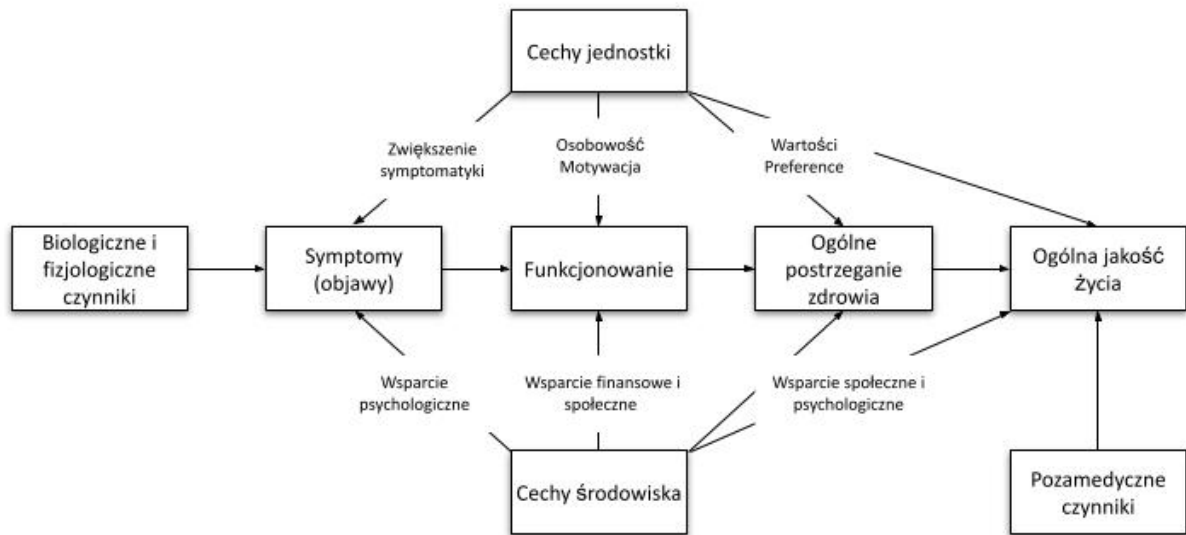 Cechy jednostki
Zwiększenie
symptomatyki
Osobowość
Motywacja
Wartości
Preference
Biologiczne i
fizjologiczne
czynniki
Symptomy
(objawy)
Funkcjonowanie
Ogólne
postrzeganie
zdrowia
Ogólna jakość
życia
Wsparcie
psychologiczne
Wsparcie finansowe i
społeczne
Wsparcie społeczne i
psychologiczne
Cechy środowiska
Pozamedyczne
czynniki